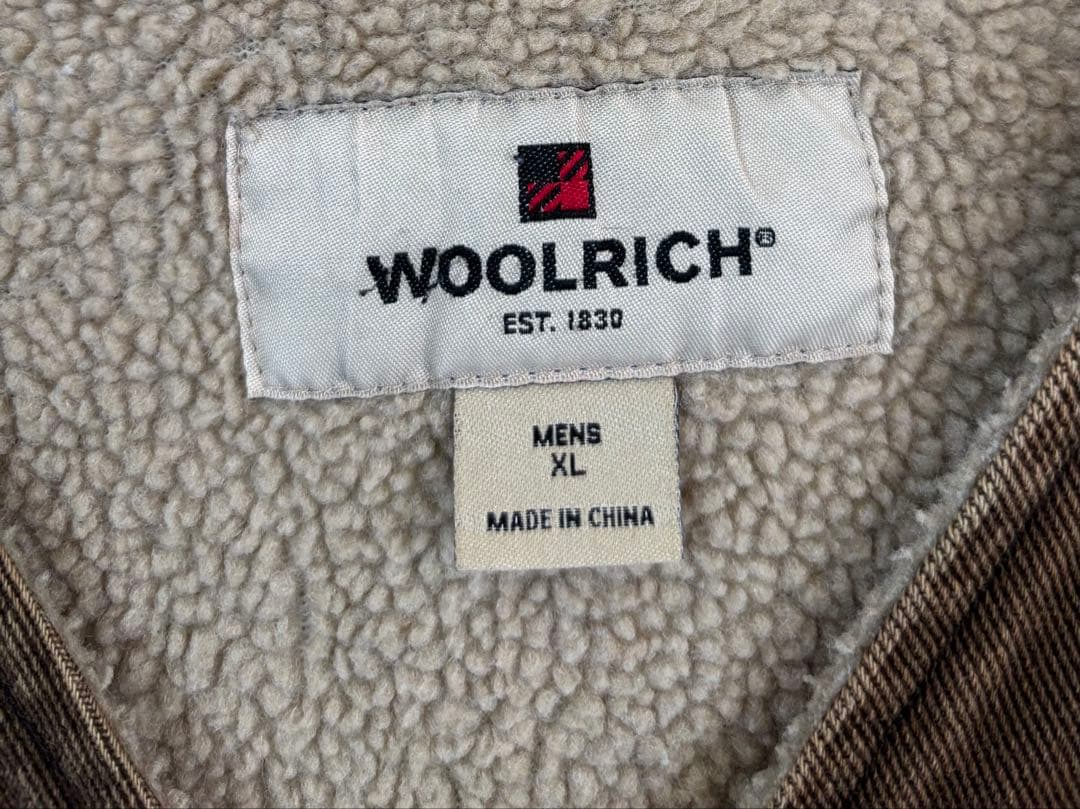 WOOLRICH®
EST. 1830
MENS
XL
MADE IN CHINA